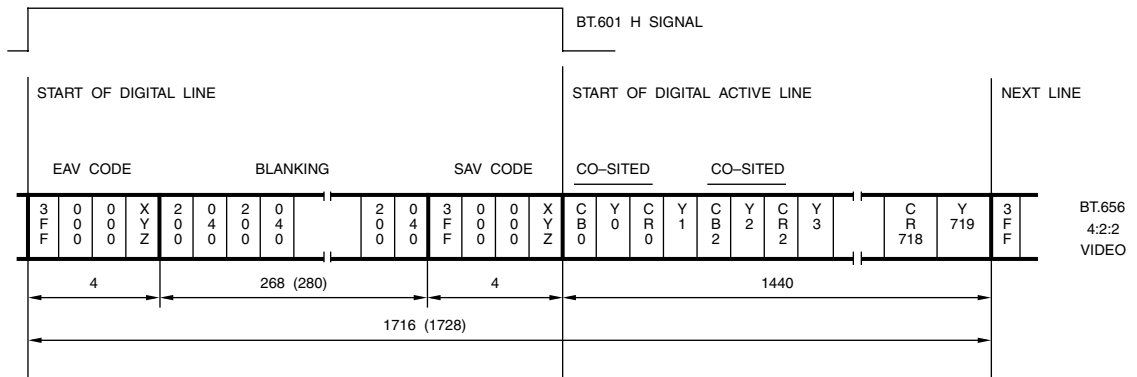 BT.601 H SIGNAL
START OF DIGITAL LINE
START OF DIGITAL ACTIVE LINE
NEXT LINE
EAV CODE
BLANKING
SAV CODE
CO–SITED
CO–SITED
3FF 000 000 XYZ 200 040 200 040 200 040 3FF 000 000 XYZ CB0 Y0 CR0 Y1 CB2 Y2 CR2 Y3 CR718 Y719 3FF
BT.656
4:2:2
VIDEO
4
268 (280)
4
1440
1716 (1728)